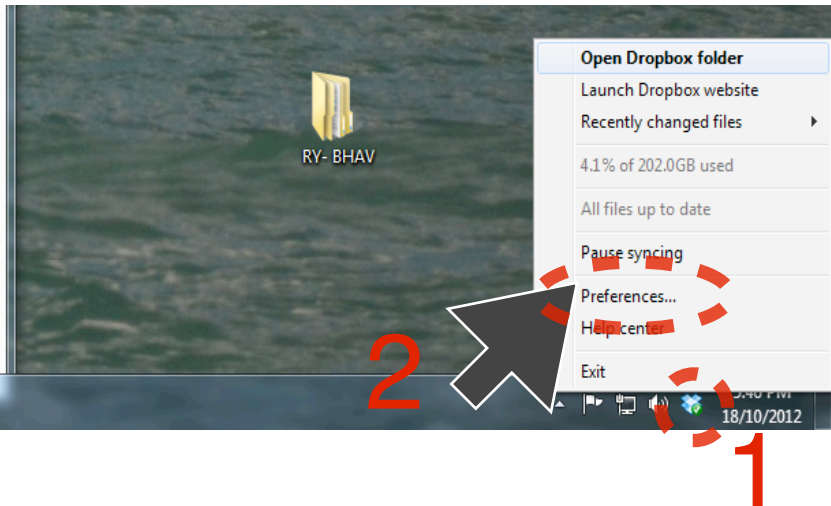 RY- BHAV
Open Dropbox folder
Launch Dropbox website
Recently changed files
4.1% of 202.0GB used
All files up to date
Pause syncing
Preferences...
Help center
Exit
2
PM
18/10/2012
1